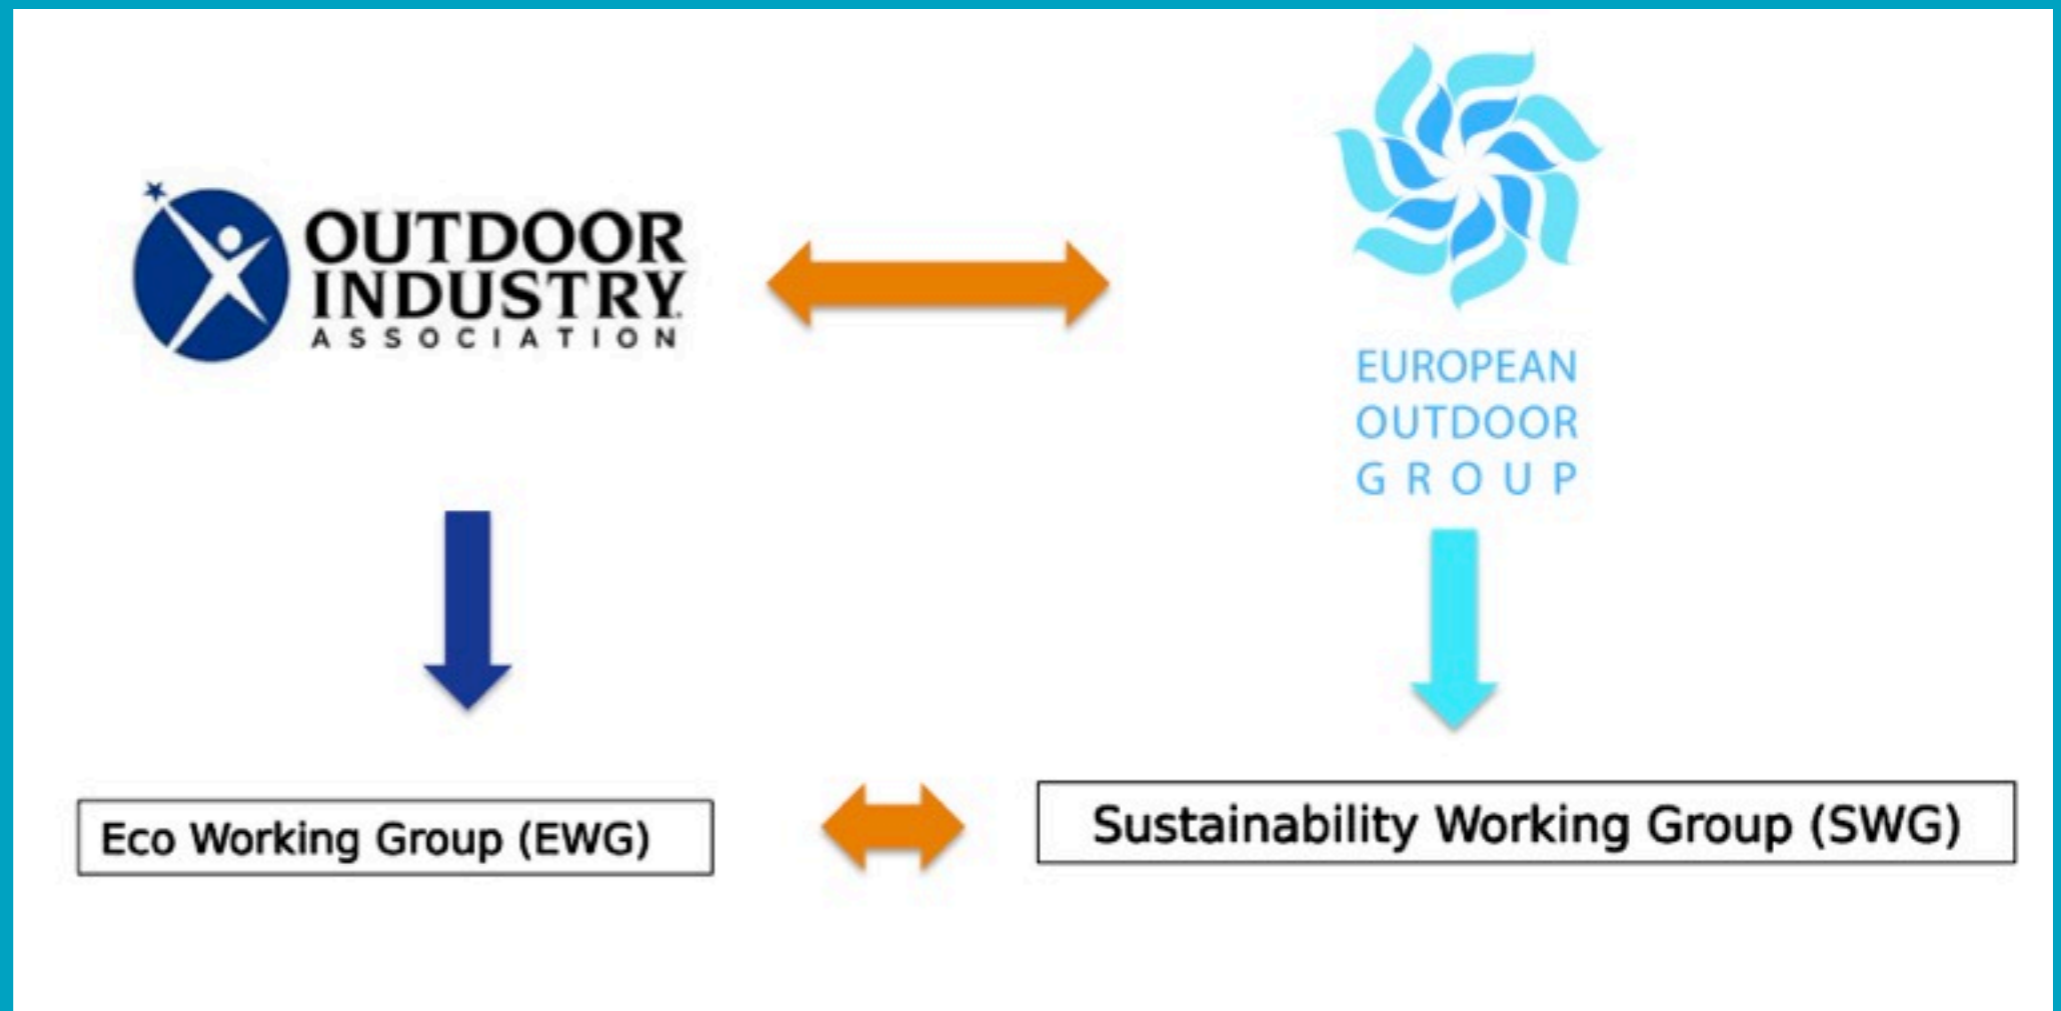 OUTDOOR
INDUSTRY
ASSOCIATION
EUROPEAN
OUTDOOR
GROUP
Eco Working Group (EWG)
Sustainability Working Group (SWG)